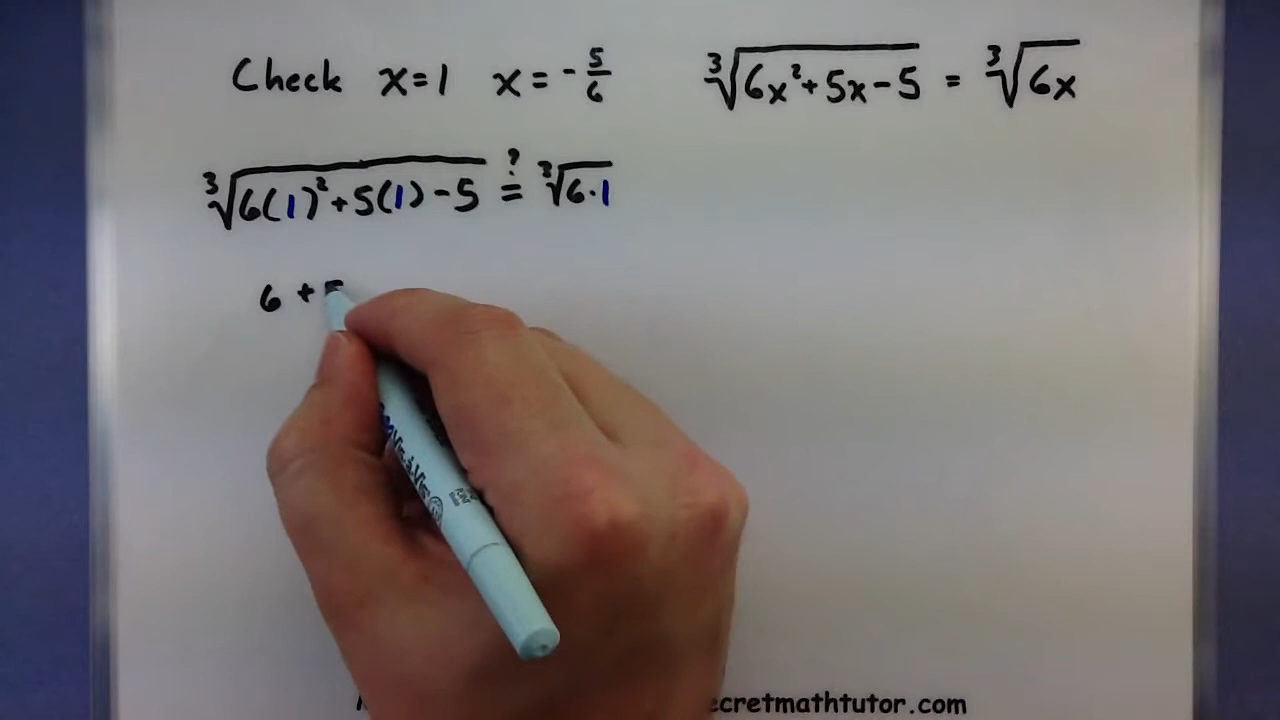 Check x=1 x=-5/6 ∛(6x²+5x-5) = ∛(6x)
∛(6(1)²+5(1)-5) ?= ∛(6·1)
6 + 5
ecretmathtutor.com